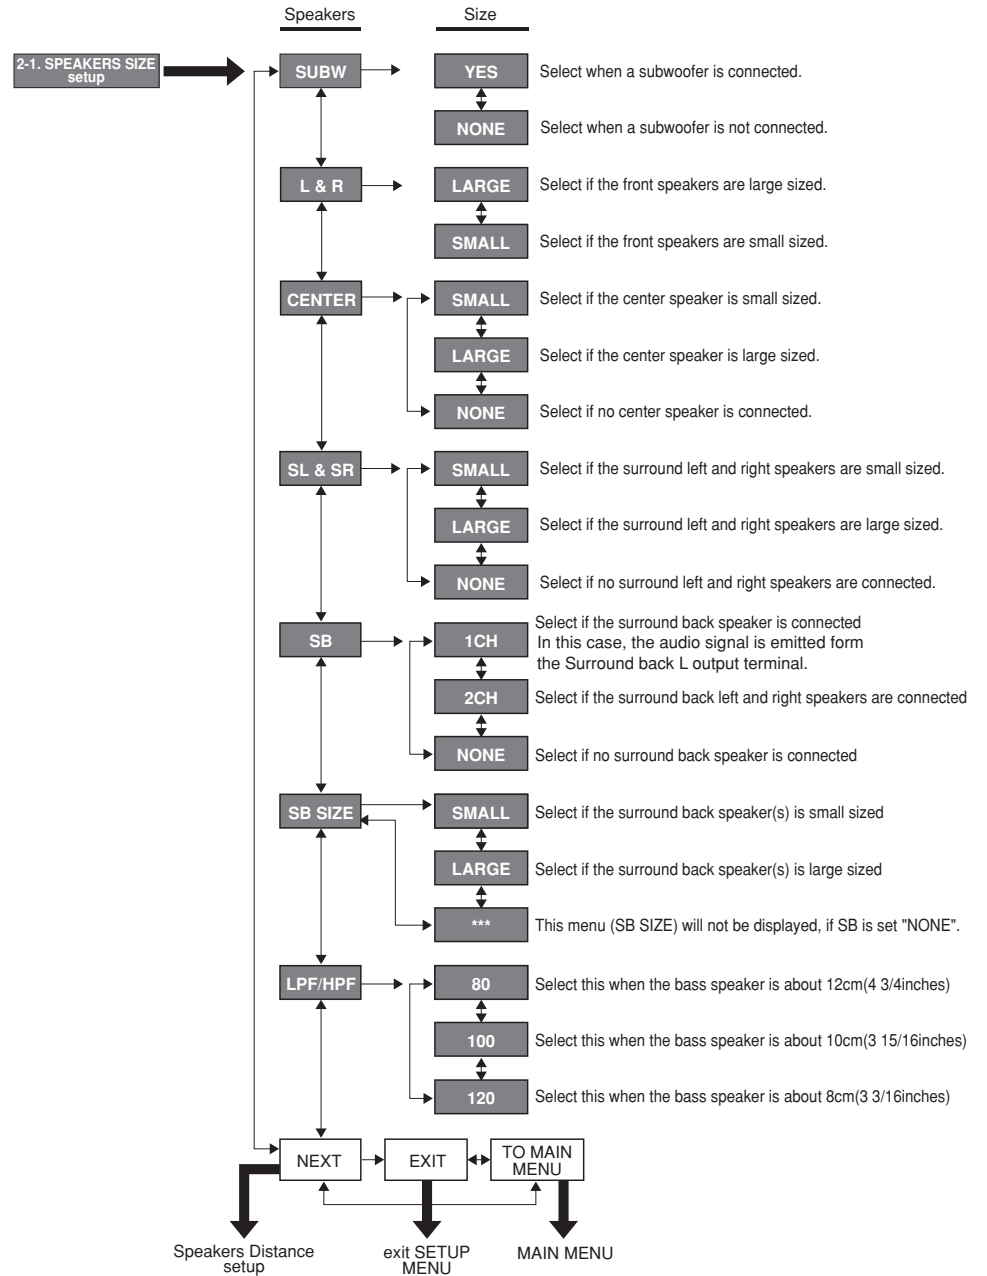 Speakers
Size
2-1. SPEAKERS SIZE
setup
SUBW
YES
Select when a subwoofer is connected.
NONE
Select when a subwoofer is not connected.
L & R
LARGE
Select if the front speakers are large sized.
SMALL
Select if the front speakers are small sized.
CENTER
SMALL
Select if the center speaker is small sized.
LARGE
Select if the center speaker is large sized.
NONE
Select if no center speaker is connected.
SL & SR
SMALL
Select if the surround left and right speakers are small sized.
LARGE
Select if the surround left and right speakers are large sized.
NONE
Select if no surround left and right speakers are connected.
SB
1CH
Select if the surround back speaker is connected
In this case, the audio signal is emitted form
the Surround back L output terminal.
2CH
Select if the surround back left and right speakers are connected
NONE
Select if no surround back speaker is connected
SB SIZE
SMALL
Select if the surround back speaker(s) is small sized
LARGE
Select if the surround back speaker(s) is large sized
***
This menu (SB SIZE) will not be displayed, if SB is set "NONE".
LPF/HPF
80
Select this when the bass speaker is about 12cm(4 3/4inches)
100
Select this when the bass speaker is about 10cm(3 15/16inches)
120
Select this when the bass speaker is about 8cm(3 3/16inches)
NEXT
EXIT
TO MAIN
MENU
Speakers Distance
setup
exit SETUP
MENU
MAIN MENU